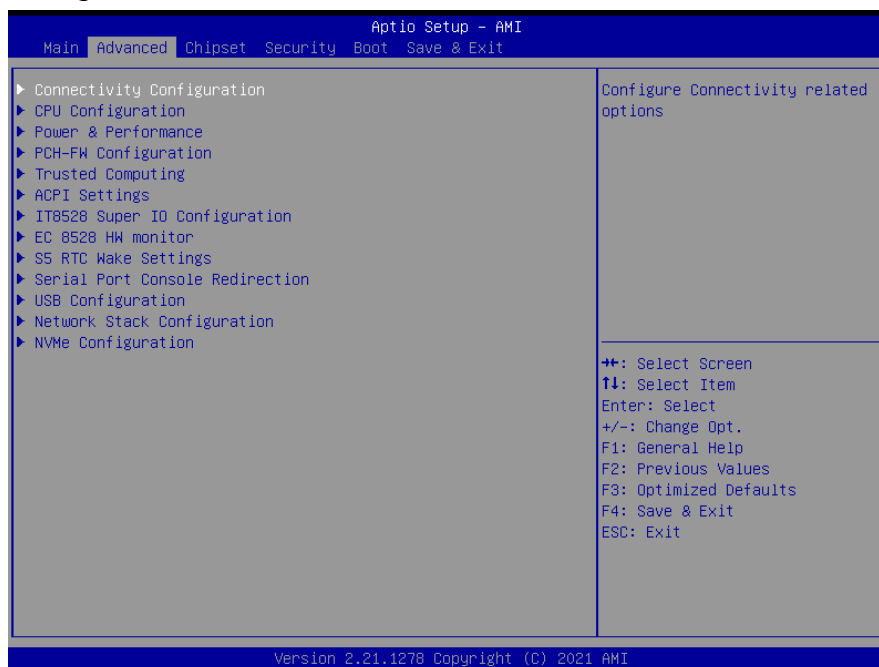 Aptio Setup – AMI
Main Advanced Chipset Security Boot Save & Exit
Connectivity Configuration
CPU Configuration
Power & Performance
PCH-FW Configuration
Trusted Computing
ACPI Settings
IT8528 Super IO Configuration
EC 8528 HW monitor
S5 RTC Wake Settings
Serial Port Console Redirection
USB Configuration
Network Stack Configuration
NVMe Configuration
Configure Connectivity related
options
→←: Select Screen
↑↓: Select Item
Enter: Select
+/-: Change Opt.
F1: General Help
F2: Previous Values
F3: Optimized Defaults
F4: Save & Exit
ESC: Exit
Version 2.21.1278 Copyright (C) 2021 AMI